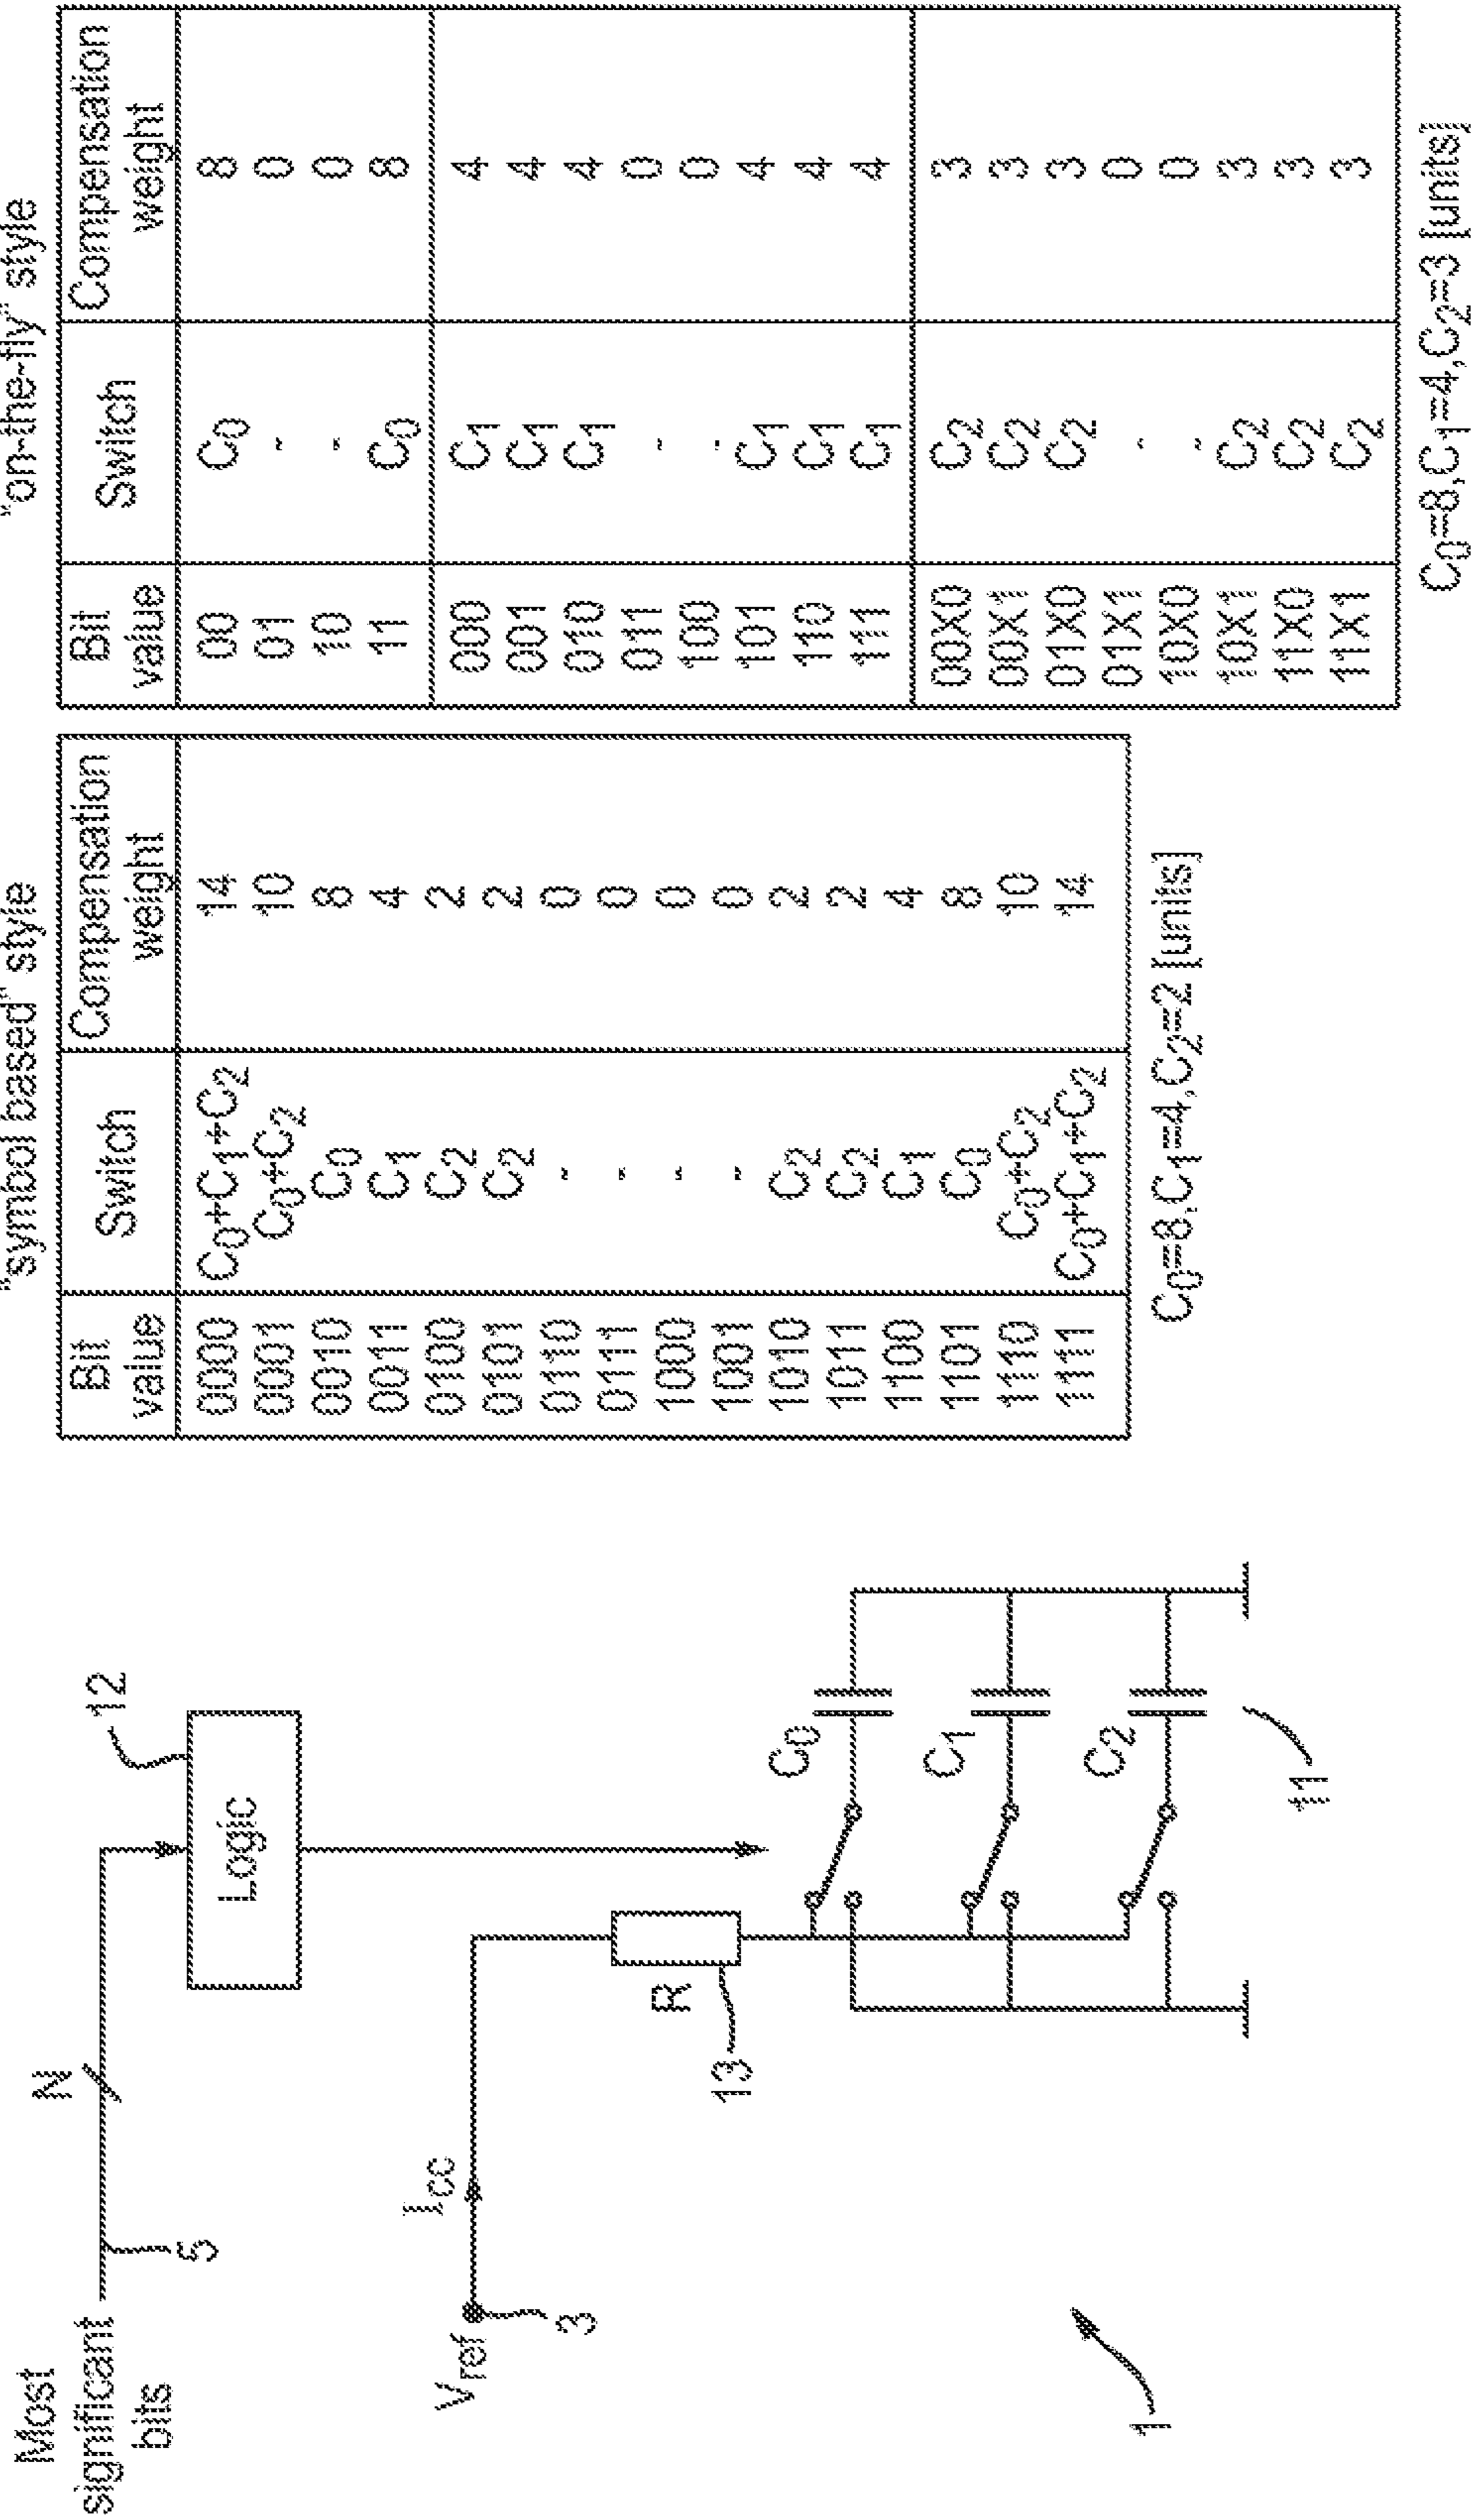 Most
significant
bits
N
5
12
Logic
Icc
Vref
3
R
13
C0
C1
C2
11
1
"symbol based" style
Bit value Switch Compensation weight
0000 C0+C1+C2 14
0001 C0+C2 10
0010 C0 8
0011 C1 4
0100 C2 2
0101 C2 2
0110 - 0
0111 - 0
1000 - 0
1001 - 0
1010 C2 2
1011 C2 2
1100 C1 4
1101 C0 8
1110 C0+C2 10
1111 C0+C1+C2 14
C0=8,C1=4,C2=2 [units]
"on-the-fly" style
Bit value Switch Compensation weight
00 C0 8
01 - 0
10 - 0
11 C0 8
000 C1 4
001 C1 4
010 C1 4
011 - 0
100 - 0
101 C1 4
110 C1 4
111 C1 4
00X0 C2 3
00X1 C2 3
01X0 C2 3
01X1 - 0
10X0 - 0
10X1 C2 3
11X0 C2 3
11X1 C2 3
C0=8,C1=4,C2=3 [units]